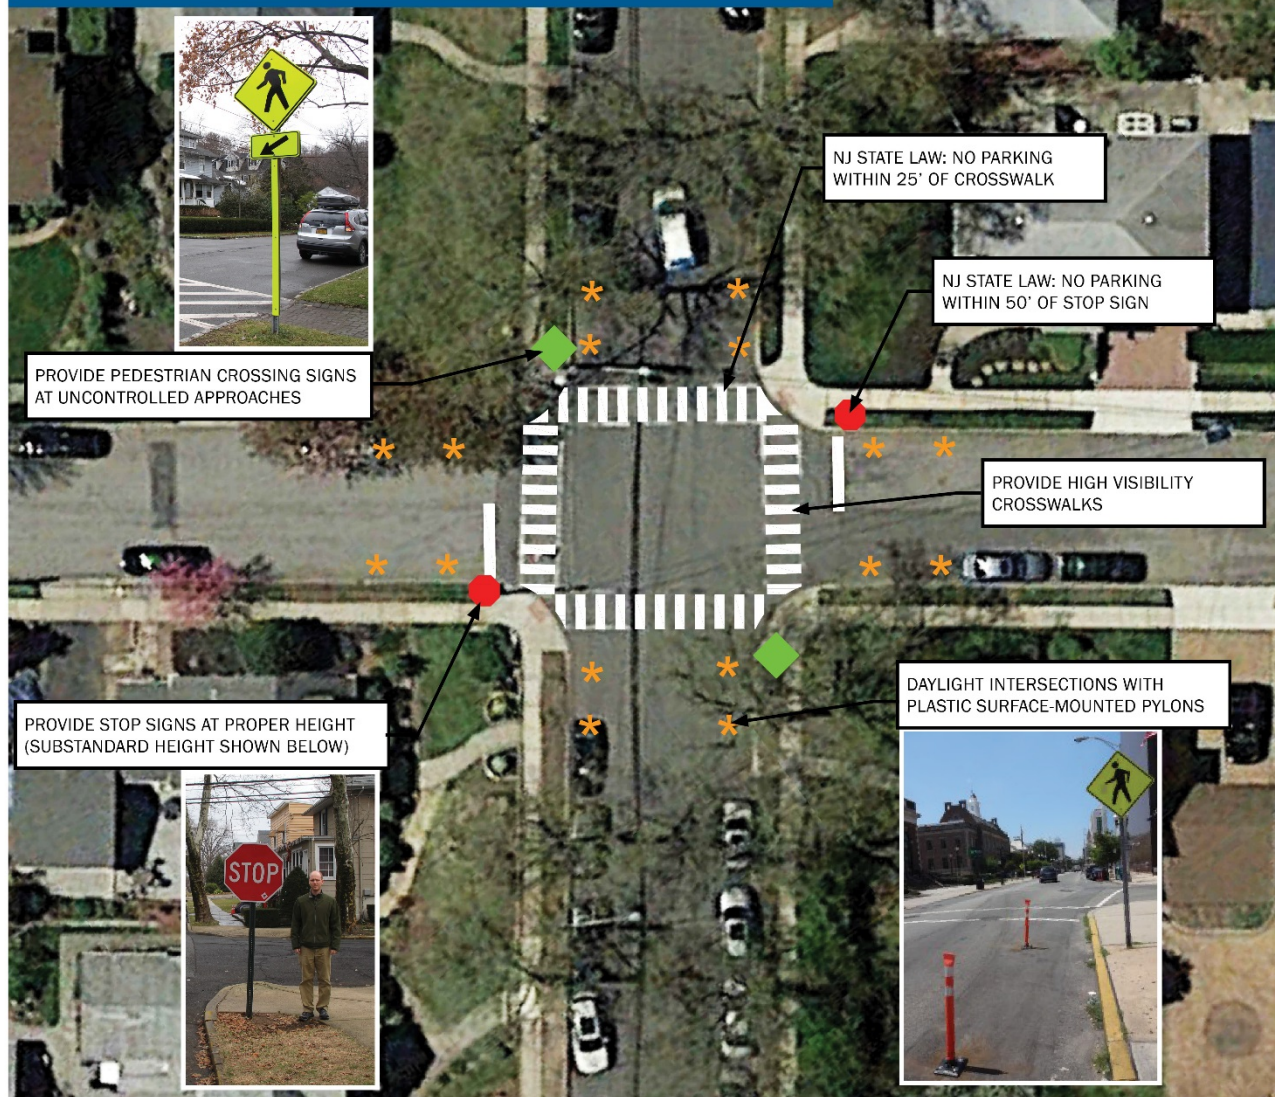 NJ STATE LAW: NO PARKING
WITHIN 25' OF CROSSWALK
NJ STATE LAW: NO PARKING
WITHIN 50' OF STOP SIGN
PROVIDE PEDESTRIAN CROSSING SIGNS
AT UNCONTROLLED APPROACHES
PROVIDE HIGH VISIBILITY
CROSSWALKS
PROVIDE STOP SIGNS AT PROPER HEIGHT
(SUBSTANDARD HEIGHT SHOWN BELOW)
DAYLIGHT INTERSECTIONS WITH
PLASTIC SURFACE-MOUNTED PYLONS
STOP